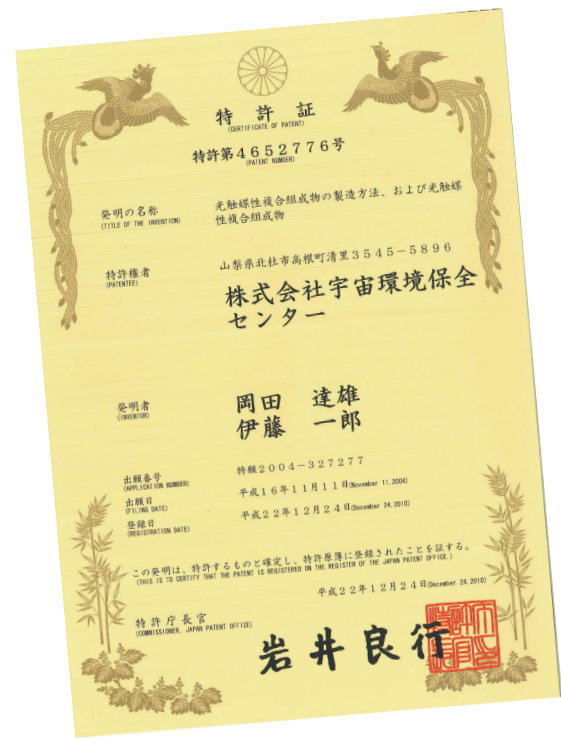 特許証
(CERTIFICATE OF PATENT)
特許第4652776号
(PATENT NUMBER)
発明の名称
(TITLE OF THE INVENTION)
光触媒性複合組成物の製造方法、および光触媒
性複合組成物
特許権者
(PATENTEE)
山梨県北杜市高根町清里3545-5896
株式会社宇宙環境保全
センター
発明者
(INVENTOR)
岡田 達雄
伊藤 一郎
出願番号
(APPLICATION NUMBER)
特願2004-327277
出願日
(FILING DATE)
平成16年11月11日(November 11,2004)
登録日
(REGISTRATION DATE)
平成22年12月24日(December 24,2010)
この発明は、特許するものと確定し、特許原簿に登録されたことを証する。
(THIS IS TO CERTIFY THAT THE PATENT IS REGISTERED ON THE REGISTER OF THE JAPAN PATENT OFFICE.)
平成22年12月24日(December 24,2010)
特許庁長官
(COMMISSIONER, JAPAN PATENT OFFICE)
岩井良行